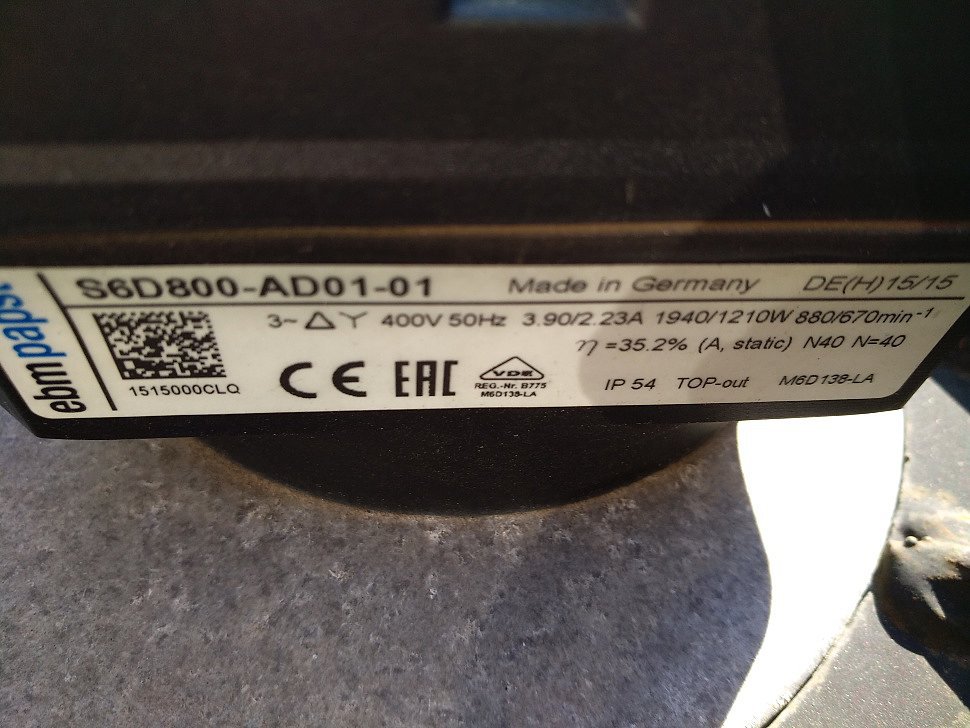 ebmpapst
S6D800-AD01-01 Made in Germany DE(H)15/15
3~ △ Y 400V 50Hz 3.90/2.23A 1940/1210W 880/670min⁻¹
η =35.2% (A, static) N40 N=40
1515000CLQ
CE EAC VDE
REG.-Nr. B775
M6D138-LA
IP 54 TOP-out M6D138-LA